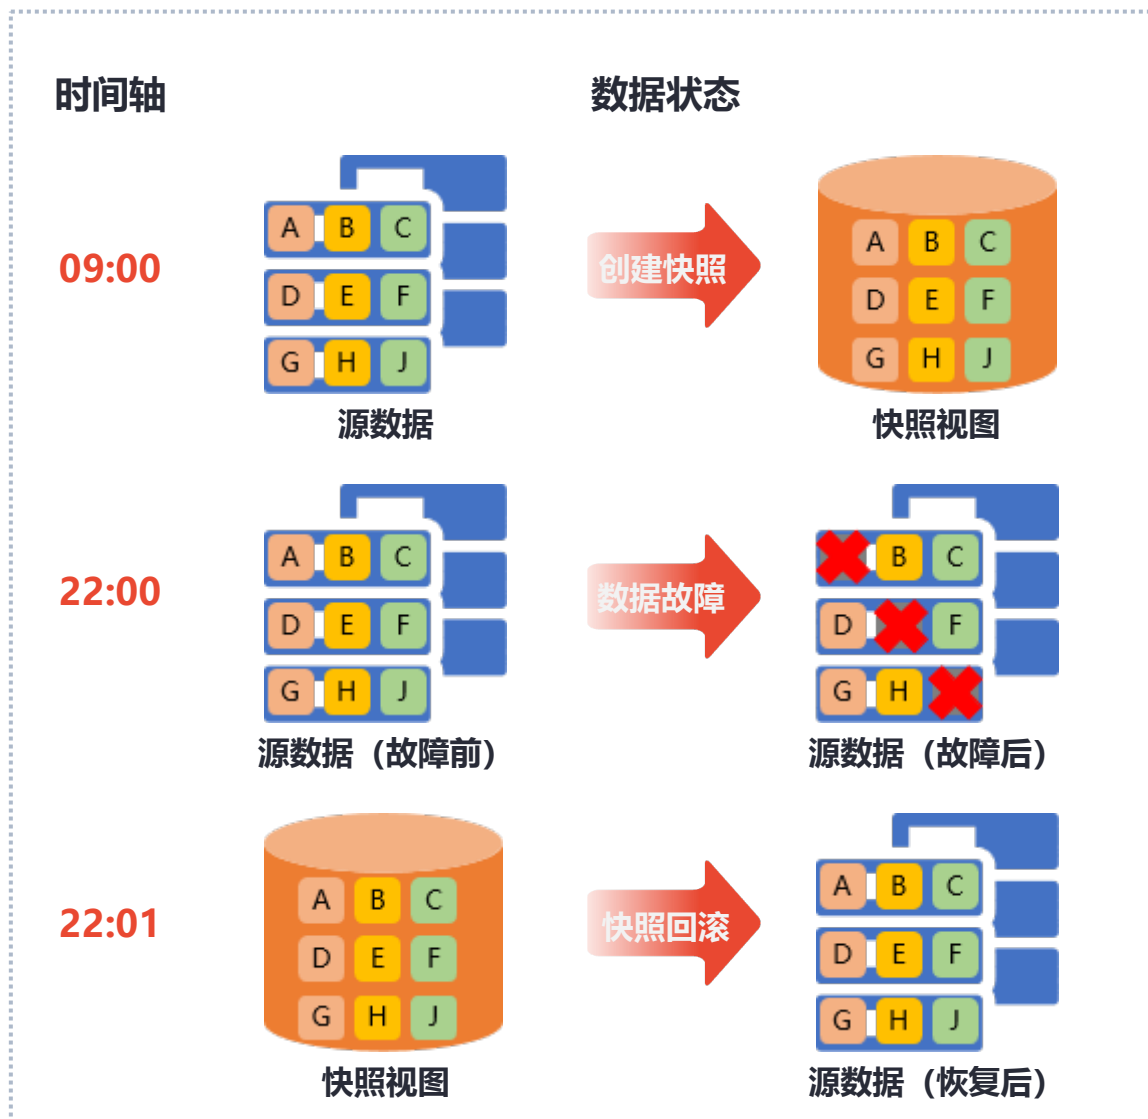 时间轴
数据状态
09:00
A B C
D E F
G H J
源数据
创建快照
A B C
D E F
G H J
快照视图
22:00
A B C
D E F
G H J
源数据（故障前）
数据故障
B C
D F
G H
源数据（故障后）
22:01
A B C
D E F
G H J
快照视图
快照回滚
A B C
D E F
G H J
源数据（恢复后）